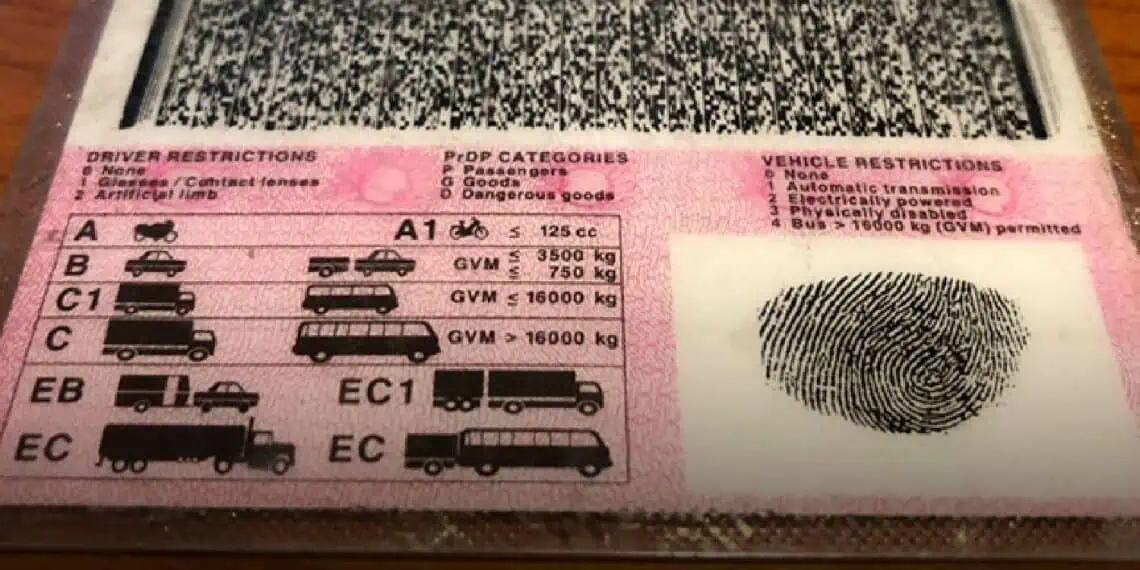 DRIVER RESTRICTIONS
0 None
1 Glasses / Contact lenses
2 Artificial limb
PrDP CATEGORIES
P Passengers
G Goods
D Dangerous goods
VEHICLE RESTRICTIONS
0 None
1 Automatic transmission
2 Electrically powered
3 Physically disabled
4 Bus > 16000 kg (GVM) permitted
A A1 ≤ 125 cc
B GVM ≤ 3500 kg
≤ 750 kg
C1 GVM ≤ 16000 kg
C GVM > 16000 kg
EB EC1
EC EC